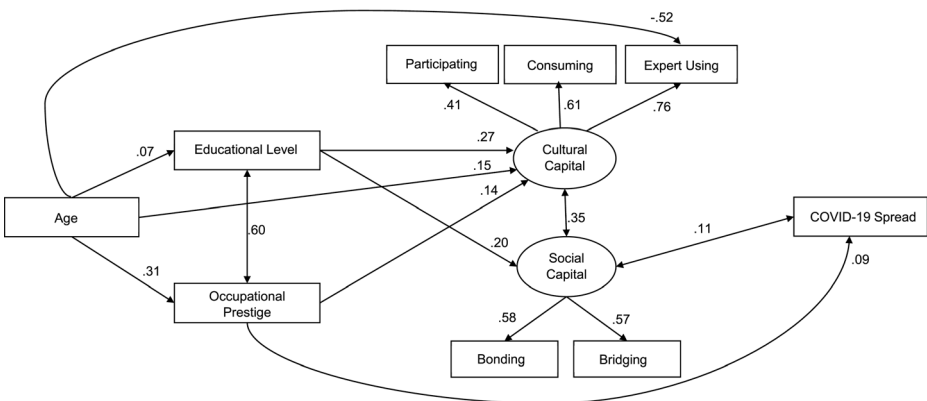 -.52
Participating
Consuming
Expert Using
.41
.61
.76
.07
Educational Level
.27
Cultural
Capital
.15
.14
Age
.60
.35
COVID-19 Spread
.11
.20
.09
.31
Social
Capital
Occupational
Prestige
.58
.57
Bonding
Bridging